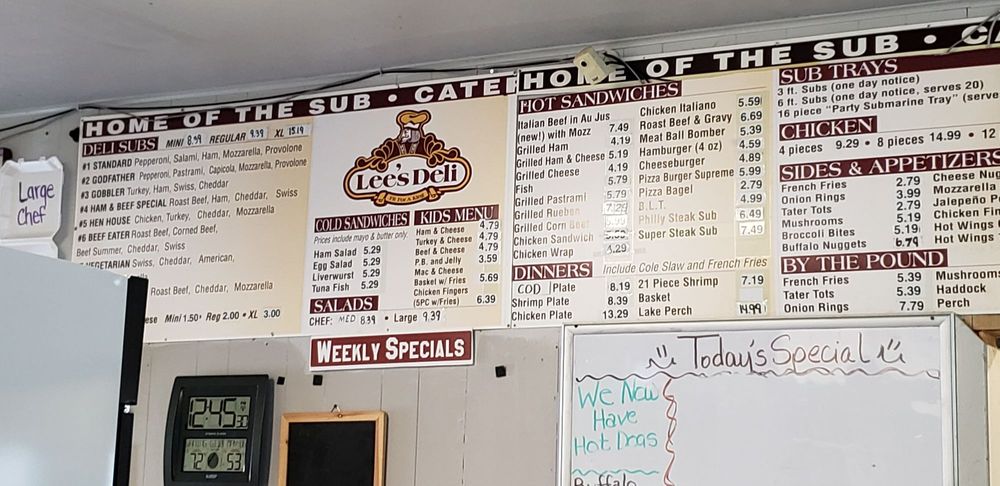 HOME OF THE SUB • CATE
DELI SUBS MINI 8.59 REGULAR 9.39 XL 15.19
#1 STANDARD Pepperoni, Salami, Ham, Mozzarella, Provolone
#2 GODFATHER Pepperoni, Pastrami, Capicola, Mozzarella, Provolone
#3 GOBBLER Turkey, Ham, Swiss, Cheddar
#4 HAM & BEEF SPECIAL Roast Beef, Ham, Cheddar, Swiss
#5 HEN HOUSE Chicken, Turkey, Cheddar, Mozzarella
#6 BEEF EATER Roast Beef, Corned Beef,
Beef Summer, Cheddar, Swiss
VEGETARIAN Swiss, Cheddar, American,
Cheddar
Roast Beef, Cheddar, Mozzarella
Mini 1.50 • Reg 2.00 • XL 3.00
Large
Chef
Lee's Deli
COLD SANDWICHES
Prices include mayo & butter only.
Ham Salad 5.29
Egg Salad 5.29
Liverwurst 5.29
Tuna Fish 5.29
SALADS
CHEF: MED 8.39 • Large 9.39
KIDS MENU
Ham & Cheese 4.79
Turkey & Cheese 4.79
Beef & Cheese 4.79
P.B. and Jelly 3.59
Mac & Cheese
Basket w/ Fries 5.69
Chicken Fingers
(5PC w/Fries) 6.39
WEEKLY SPECIALS
HOME OF THE SUB • CA
HOT SANDWICHES
Italian Beef in Au Jus
(new!) with Mozz 7.49
Grilled Ham 4.19
Grilled Ham & Cheese 5.19
Grilled Cheese 4.19
Fish 5.79
Grilled Pastrami 5.79
Grilled Rueben
Grilled Corn Beef
Chicken Sandwich
Chicken Wrap 4.29
Chicken Italiano 5.59
Roast Beef & Gravy 6.69
Meat Ball Bomber 5.39
Hamburger (4 oz) 4.59
Cheeseburger 4.89
Pizza Burger Supreme 5.99
Pizza Bagel 2.79
B.L.T. 4.99
Philly Steak Sub 6.49
Super Steak Sub 7.49
DINNERS Include Cole Slaw and French Fries
COD Plate 8.19
Shrimp Plate 8.39
Chicken Plate 13.29
21 Piece Shrimp 7.19
Basket
Lake Perch 14.99
SUB TRAYS
3 ft. Subs (one day notice)
6 ft. Subs (one day notice, serves 20)
16 piece "Party Submarine Tray" (serve
CHICKEN
4 pieces 9.29 • 8 pieces 14.99 • 12
SIDES & APPETIZERS
French Fries 2.79
Onion Rings 3.99
Tater Tots 2.79
Mushrooms 5.19
Broccoli Bites 5.19
Buffalo Nuggets 6.79
Cheese Nug
Mozzarella
Jalepeño P
Chicken Fin
Hot Wings
Hot Wings
BY THE POUND
French Fries 5.39
Tater Tots 5.39
Onion Rings 7.79
Mushrooms
Haddock
Perch
Today's Special
We Now
Have
Hot Dogs
Buffalo
12:45
72 53